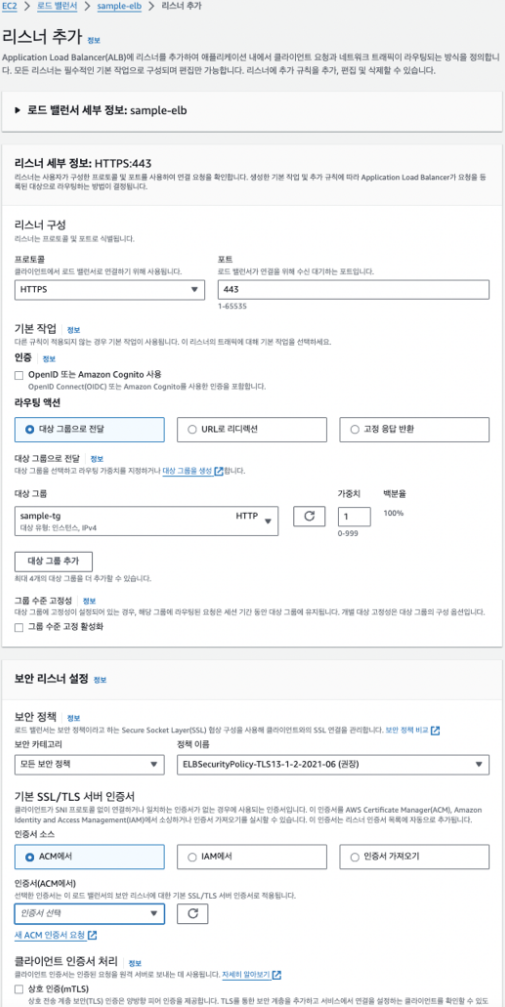 EC2 > 로드 밸런서 > sample-elb > 리스너 추가
리스너 추가 정보
Application Load Balancer(ALB)에 리스너를 추가하여 애플리케이션 내에서 클라이언트 요청과 네트워크 트래픽이 라우팅되는 방식을 정의합니
다. 모든 리스너는 필수적인 기본 작업으로 구성되며 편집만 가능합니다. 리스너에 추가 규칙을 추가, 편집 및 삭제할 수 있습니다.
▶ 로드 밸런서 세부 정보: sample-elb
리스너 세부 정보: HTTPS:443
리스너는 사용자가 구성한 프로토콜 및 포트를 사용하여 연결 요청을 확인합니다. 생성한 기본 작업 및 추가 규칙에 따라 Application Load Balancer가 요청을 등
록된 대상으로 라우팅하는 방법이 결정됩니다.
리스너 구성
리스너는 프로토콜 및 포트로 식별됩니다.
프로토콜 포트
클라이언트에서 로드 밸런서로 연결하기 위해 사용됩니다. 로드 밸런서가 연결을 위해 수신 대기하는 포트입니다.
HTTPS 443
1-65535
기본 작업 정보
다른 규칙이 적용되지 않는 경우 기본 작업이 사용됩니다. 이 리스너의 트래픽에 대해 기본 작업을 선택하세요.
인증 정보
OpenID 또는 Amazon Cognito 사용
OpenID Connect(OIDC) 또는 Amazon Cognito를 사용한 인증을 포함합니다.
라우팅 액션
대상 그룹으로 전달 URL로 리디렉션 고정 응답 반환
대상 그룹으로 전달 정보
대상 그룹을 선택하고 라우팅 가중치를 지정하거나 대상 그룹을 생성 합니다.
대상 그룹 가중치 백분율
sample-tg HTTP 1 100%
대상 유형: 인스턴스, IPv4
0-999
대상 그룹 추가
최대 4개의 대상 그룹을 더 추가할 수 있습니다.
그룹 수준 고정성 정보
대상 그룹에 고정성이 설정되어 있는 경우, 해당 그룹에 라우팅된 요청은 세션 기간 동안 대상 그룹에 유지됩니다. 개별 대상 고정성은 대상 그룹의 구성 옵션입니다.
그룹 수준 고정 활성화
보안 리스너 설정 정보
보안 정책 정보
로드 밸런서는 보안 정책이라고 하는 Secure Socket Layer(SSL) 협상 구성을 사용해 클라이언트와의 SSL 연결을 관리합니다. 보안 정책 비교
보안 카테고리 정책 이름
모든 보안 정책 ELBSecurityPolicy-TLS13-1-2-2021-06 (권장)
기본 SSL/TLS 서버 인증서
클라이언트가 SNI 프로토콜 없이 연결하거나 일치하는 인증서가 없는 경우에 사용되는 인증서입니다. 이 인증서를 AWS Certificate Manager(ACM), Amazon
Identity and Access Management(IAM)에서 소싱하거나 인증서 가져오기를 실시할 수 있습니다. 이 인증서는 리스너 인증서 목록에 자동으로 추가됩니다.
인증서 소스
ACM에서 IAM에서 인증서 가져오기
인증서(ACM에서)
선택한 인증서는 이 로드 밸런서의 보안 리스너에 대한 기본 SSL/TLS 서버 인증서로 적용됩니다.
인증서 선택
새 ACM 인증서 요청
클라이언트 인증서 처리 정보
클라이언트 인증서는 인증된 요청을 원격 서버로 보내는 데 사용됩니다. 자세히 알아보기
상호 인증(mTLS)
상호 전송 계층 보안(TLS) 인증은 양방향 피어 인증을 제공합니다. TLS를 통한 보안 계층을 추가하고 서비스에서 연결을 설정하는 클라이언트를 확인할 수 있도